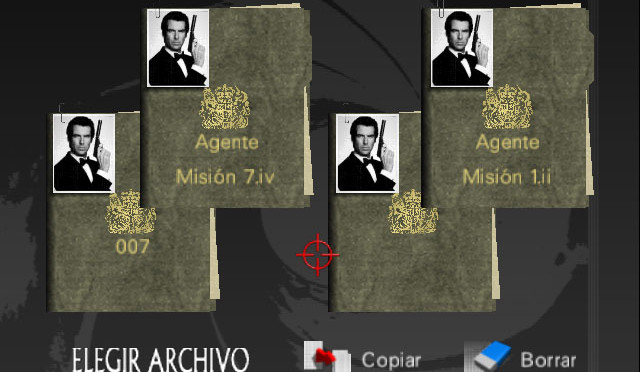 Agente
Misión 7.iv
Agente
Misión 1.ii
007
ELEGIR ARCHIVO
Copiar
Borrar